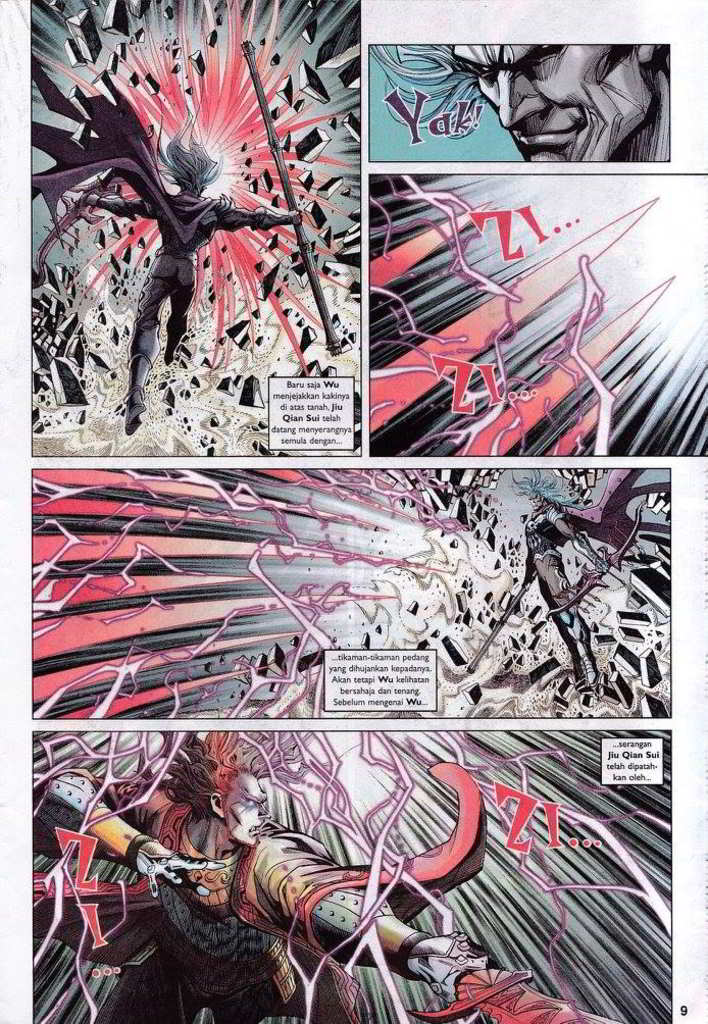 Baru saja Wu
menjejakkan kakinya
di atas tanah, Jiu
Qian Sui telah
datang menyerangnya
semula dengan...
Yak!
ZI...
ZI...
...tikaman-tikaman pedang
yang dihujankan kepadanya.
Akan tetapi Wu kelihatan
bersahaja dan tenang.
Sebelum mengenai Wu...
...serangan
Jiu Qian Sui
telah dipatah-
kan oleh...
ZI...
ZI...
9